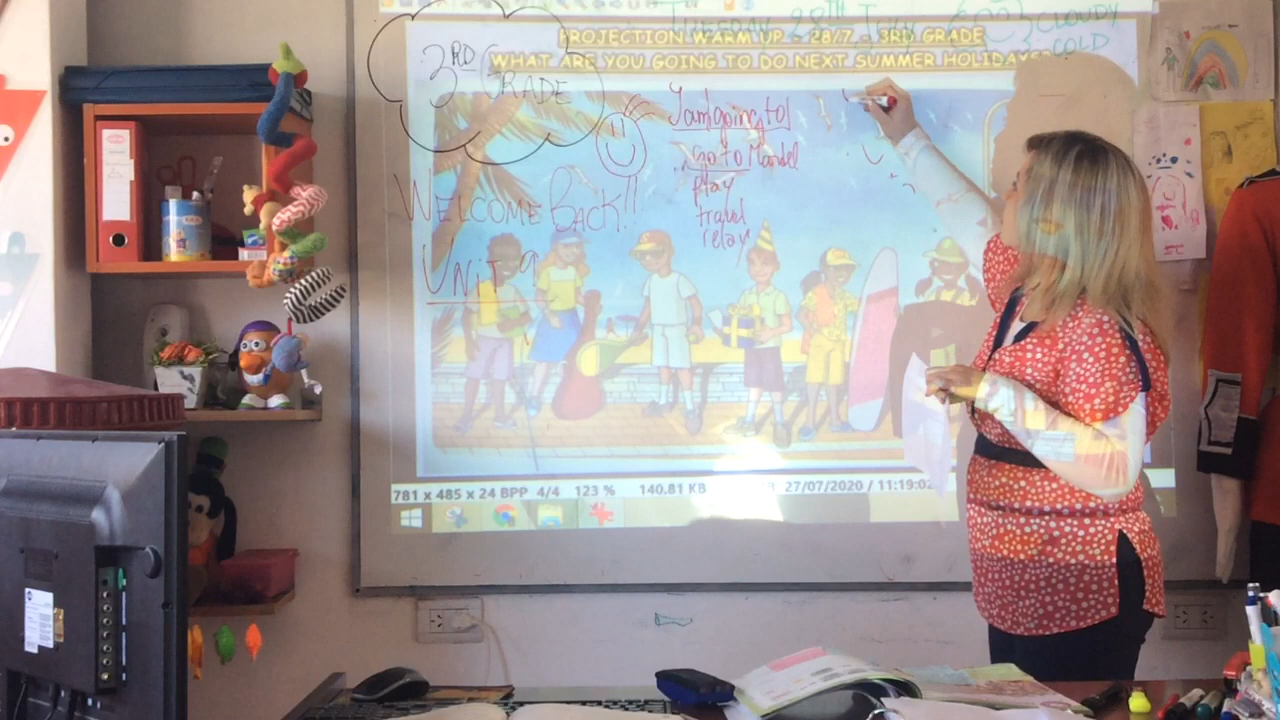 TUESDAY 28TH July CLOUDY
COLD
PROJECTION WARM UP - 28/7 - 3RD GRADE
WHAT ARE YOU GOING TO DO NEXT SUMMER HOLIDAYS?
3RD GRADE
I am going to
go to Mardel
play
travel
relax
WELCOME BACK!!
UNIT 9
781 x 485 x 24 BPP 4/4 123 % 140.81 KB 27/07/2020 / 11:19:02